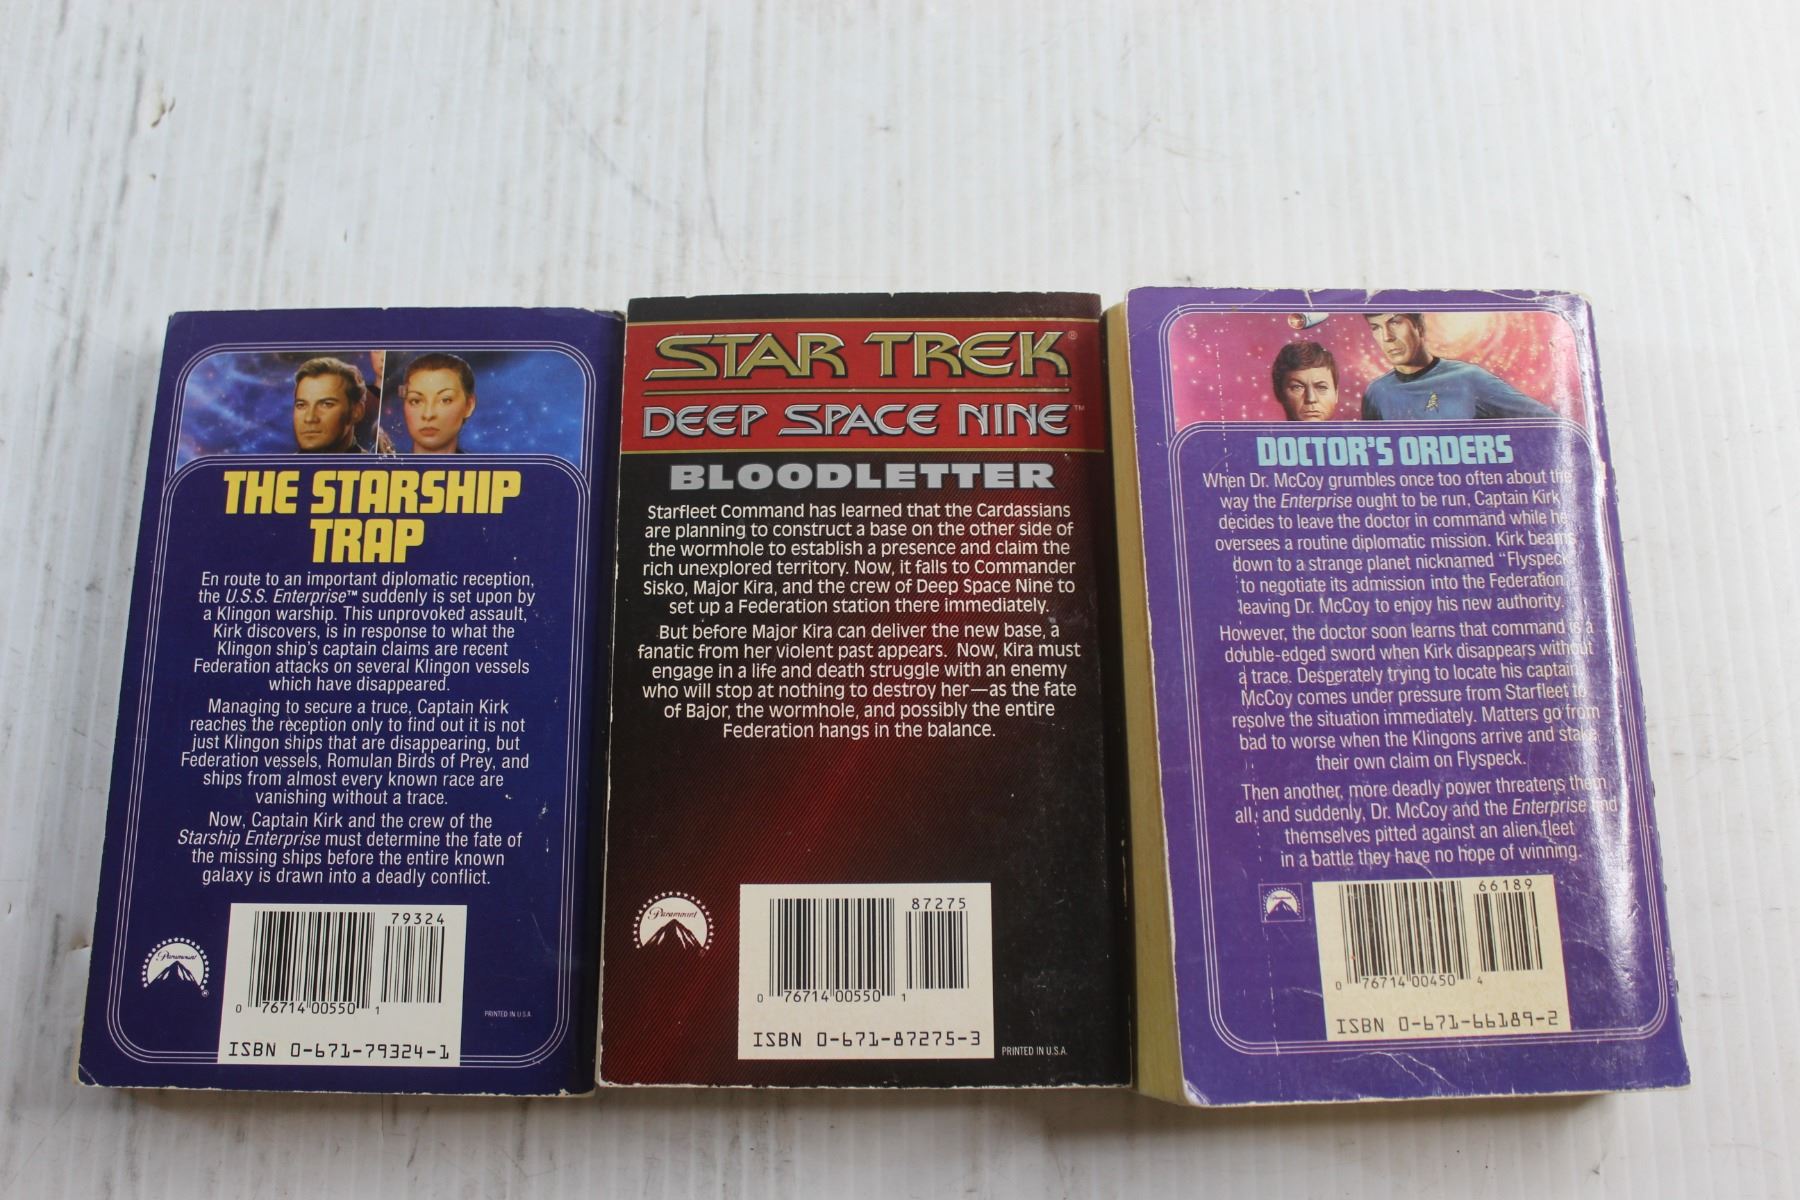 THE STARSHIP
TRAP
En route to an important diplomatic reception,
the U.S.S. Enterprise™ suddenly is set upon by
a Klingon warship. This unprovoked assault,
Kirk discovers, is in response to what the
Klingon ship's captain claims are recent
Federation attacks on several Klingon vessels
which have disappeared.
Managing to secure a truce, Captain Kirk
reaches the reception only to find out it is not
just Klingon ships that are disappearing, but
Federation vessels, Romulan Birds of Prey, and
ships from almost every known race are
vanishing without a trace.
Now, Captain Kirk and the crew of the
Starship Enterprise must determine the fate of
the missing ships before the entire known
galaxy is drawn into a deadly conflict.
Paramount
®
79324
0 76714 00550 1
ISBN 0-671-79324-1
PRINTED IN U.S.A.
STAR TREK®
DEEP SPACE NINE™
BLOODLETTER
Starfleet Command has learned that the Cardassians
are planning to construct a base on the other side of
the wormhole to establish a presence and claim the
rich unexplored territory. Now, it falls to Commander
Sisko, Major Kira, and the crew of Deep Space Nine to
set up a Federation station there immediately.
But before Major Kira can deliver the new base, a
fanatic from her violent past appears. Now, Kira must
engage in a life and death struggle with an enemy
who will stop at nothing to destroy her—as the fate
of Bajor, the wormhole, and possibly the entire
Federation hangs in the balance.
Paramount
87275
0 76714 00550 1
ISBN 0-671-87275-3
PRINTED IN U.S.A.
DOCTOR'S ORDERS
When Dr. McCoy grumbles once too often about the
way the Enterprise ought to be run, Captain Kirk
decides to leave the doctor in command while he
oversees a routine diplomatic mission. Kirk beams
down to a strange planet nicknamed "Flyspeck
to negotiate its admission into the Federation,
leaving Dr. McCoy to enjoy his new authority.
However, the doctor soon learns that command is a
double-edged sword when Kirk disappears without
a trace. Desperately trying to locate his captain,
McCoy comes under pressure from Starfleet to
resolve the situation immediately. Matters go from
bad to worse when the Klingons arrive and stake
their own claim on Flyspeck.
Then another, more deadly power threatens them
all, and suddenly, Dr. McCoy and the Enterprise find
themselves pitted against an alien fleet
in a battle they have no hope of winning.
66189
0 76714 00450 4
ISBN 0-671-66189-2